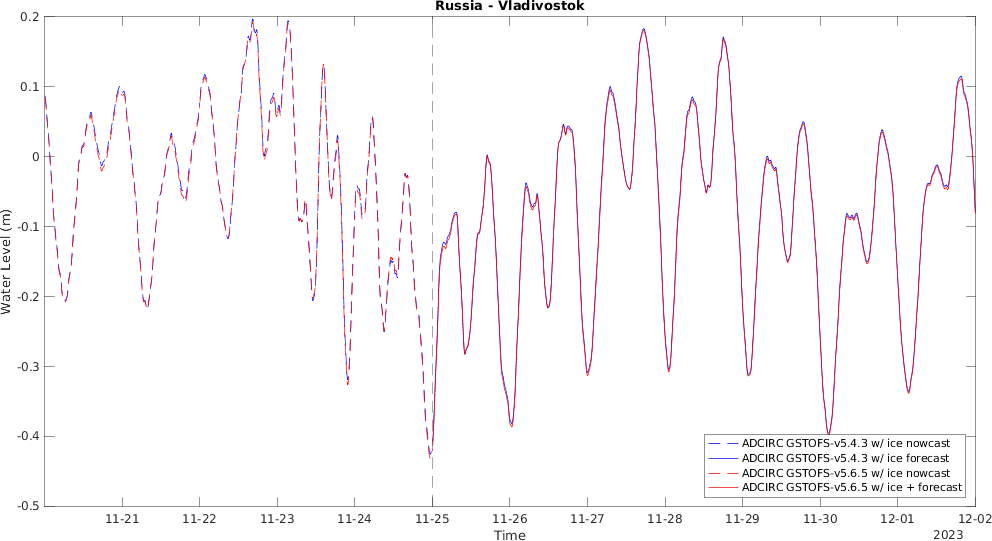 Russia - Vladivostok
0.2
0.1
0
-0.1
-0.2
-0.3
-0.4
-0.5
Water Level (m)
ADCIRC GSTOFS-v5.4.3 w/ ice nowcast
ADCIRC GSTOFS-v5.4.3 w/ ice forecast
ADCIRC GSTOFS-v5.6.5 w/ ice nowcast
ADCIRC GSTOFS-v5.6.5 w/ ice + forecast
11-21 11-22 11-23 11-24 11-25 11-26 11-27 11-28 11-29 11-30 12-01 12-02
Time
2023